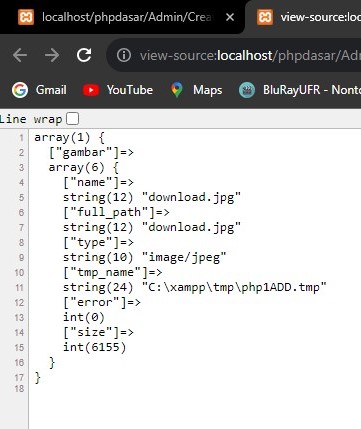 localhost/phpdasar/Admin/Crea
view-source:loc
view-source:localhost/phpdasar/Adr
Gmail
YouTube
Maps
BluRayUFR - Nonto
Line wrap
1 array(1) {
2 ["gambar"]=>
3 array(6) {
4 ["name"]=>
5 string(12) "download.jpg"
6 ["full_path"]=>
7 string(12) "download.jpg"
8 ["type"]=>
9 string(10) "image/jpeg"
10 ["tmp_name"]=>
11 string(24) "C:\xampp\tmp\php1ADD.tmp"
12 ["error"]=>
13 int(0)
14 ["size"]=>
15 int(6155)
16 }
17 }
18